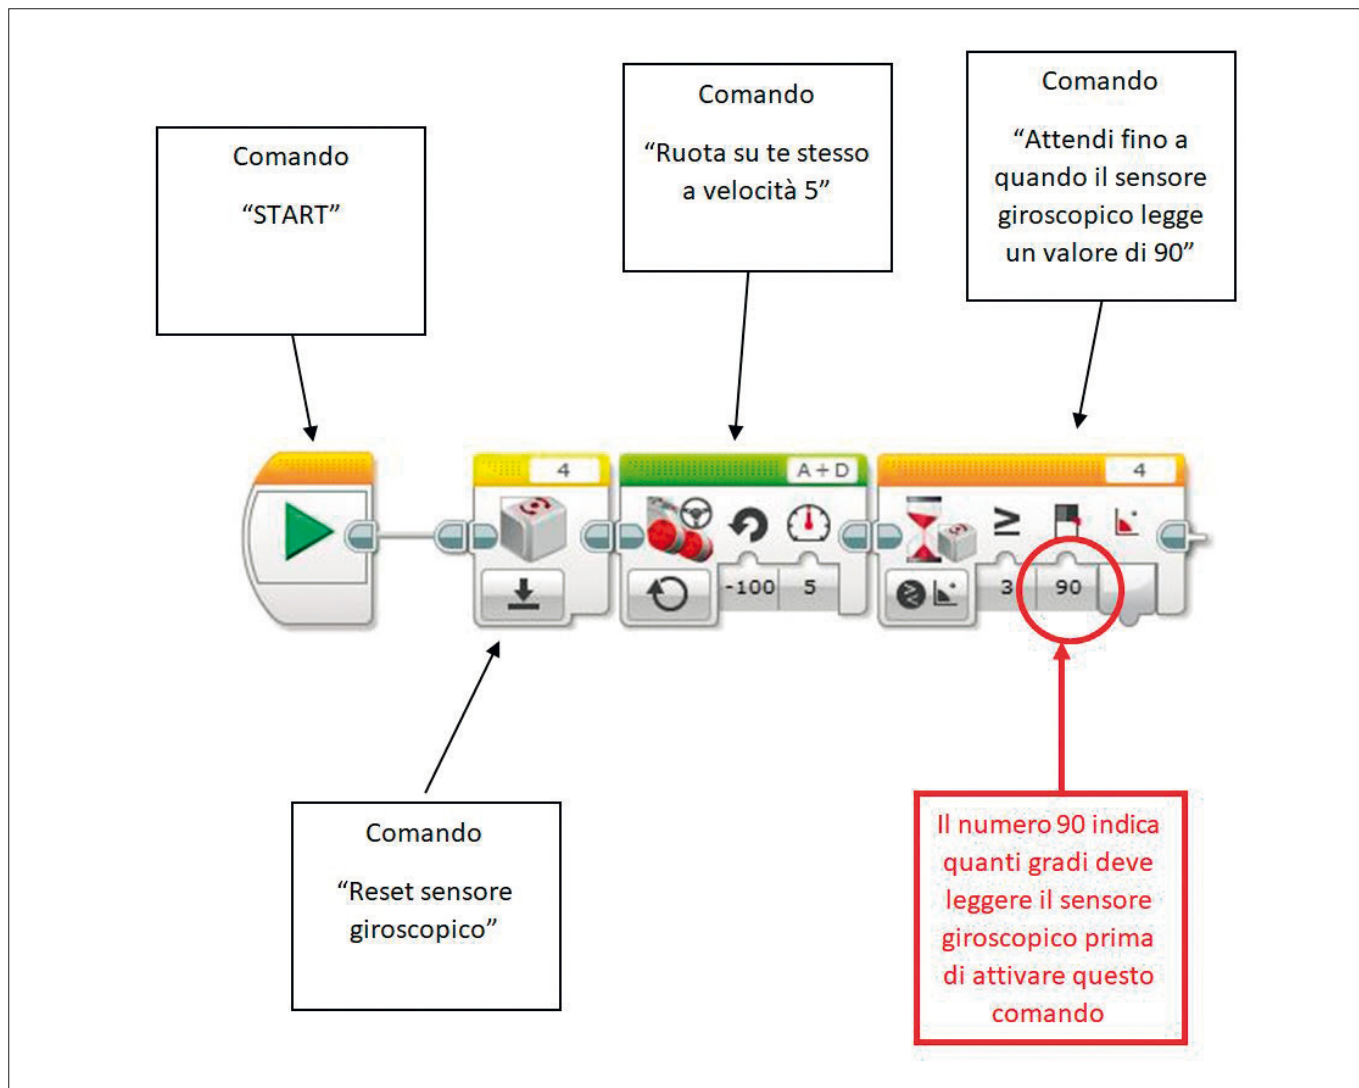 Comando
“START”
Comando
“Ruota su te stesso
a velocità 5”
Comando
“Attendi fino a
quando il sensore
giroscopico legge
un valore di 90”
4
A+D
4
-100
5
3
90
Comando
“Reset sensore
giroscopico”
Il numero 90 indica
quanti gradi deve
leggere il sensore
giroscopico prima
di attivare questo
comando